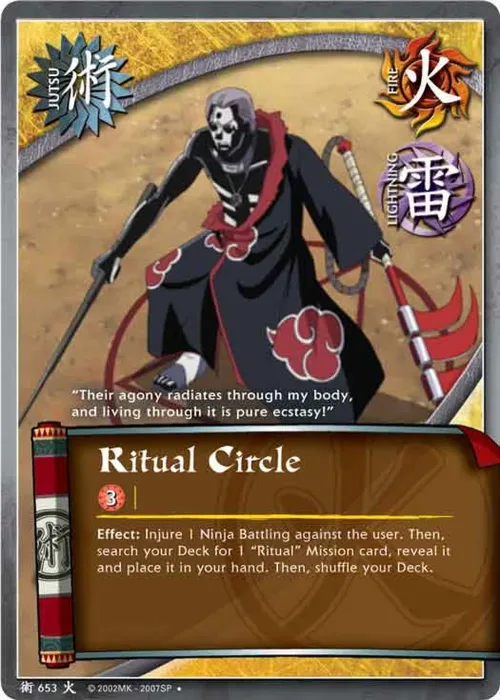 JUTSU
術
FIRE
火
LIGHTNING
雷
"Their agony radiates through my body,
and living through it is pure ecstasy!"
Ritual Circle
3
術
Effect: Injure 1 Ninja Battling against the user. Then,
search your Deck for 1 "Ritual" Mission card, reveal it
and place it in your hand. Then, shuffle your Deck.
術 653 火 © 2002MK - 2007SP